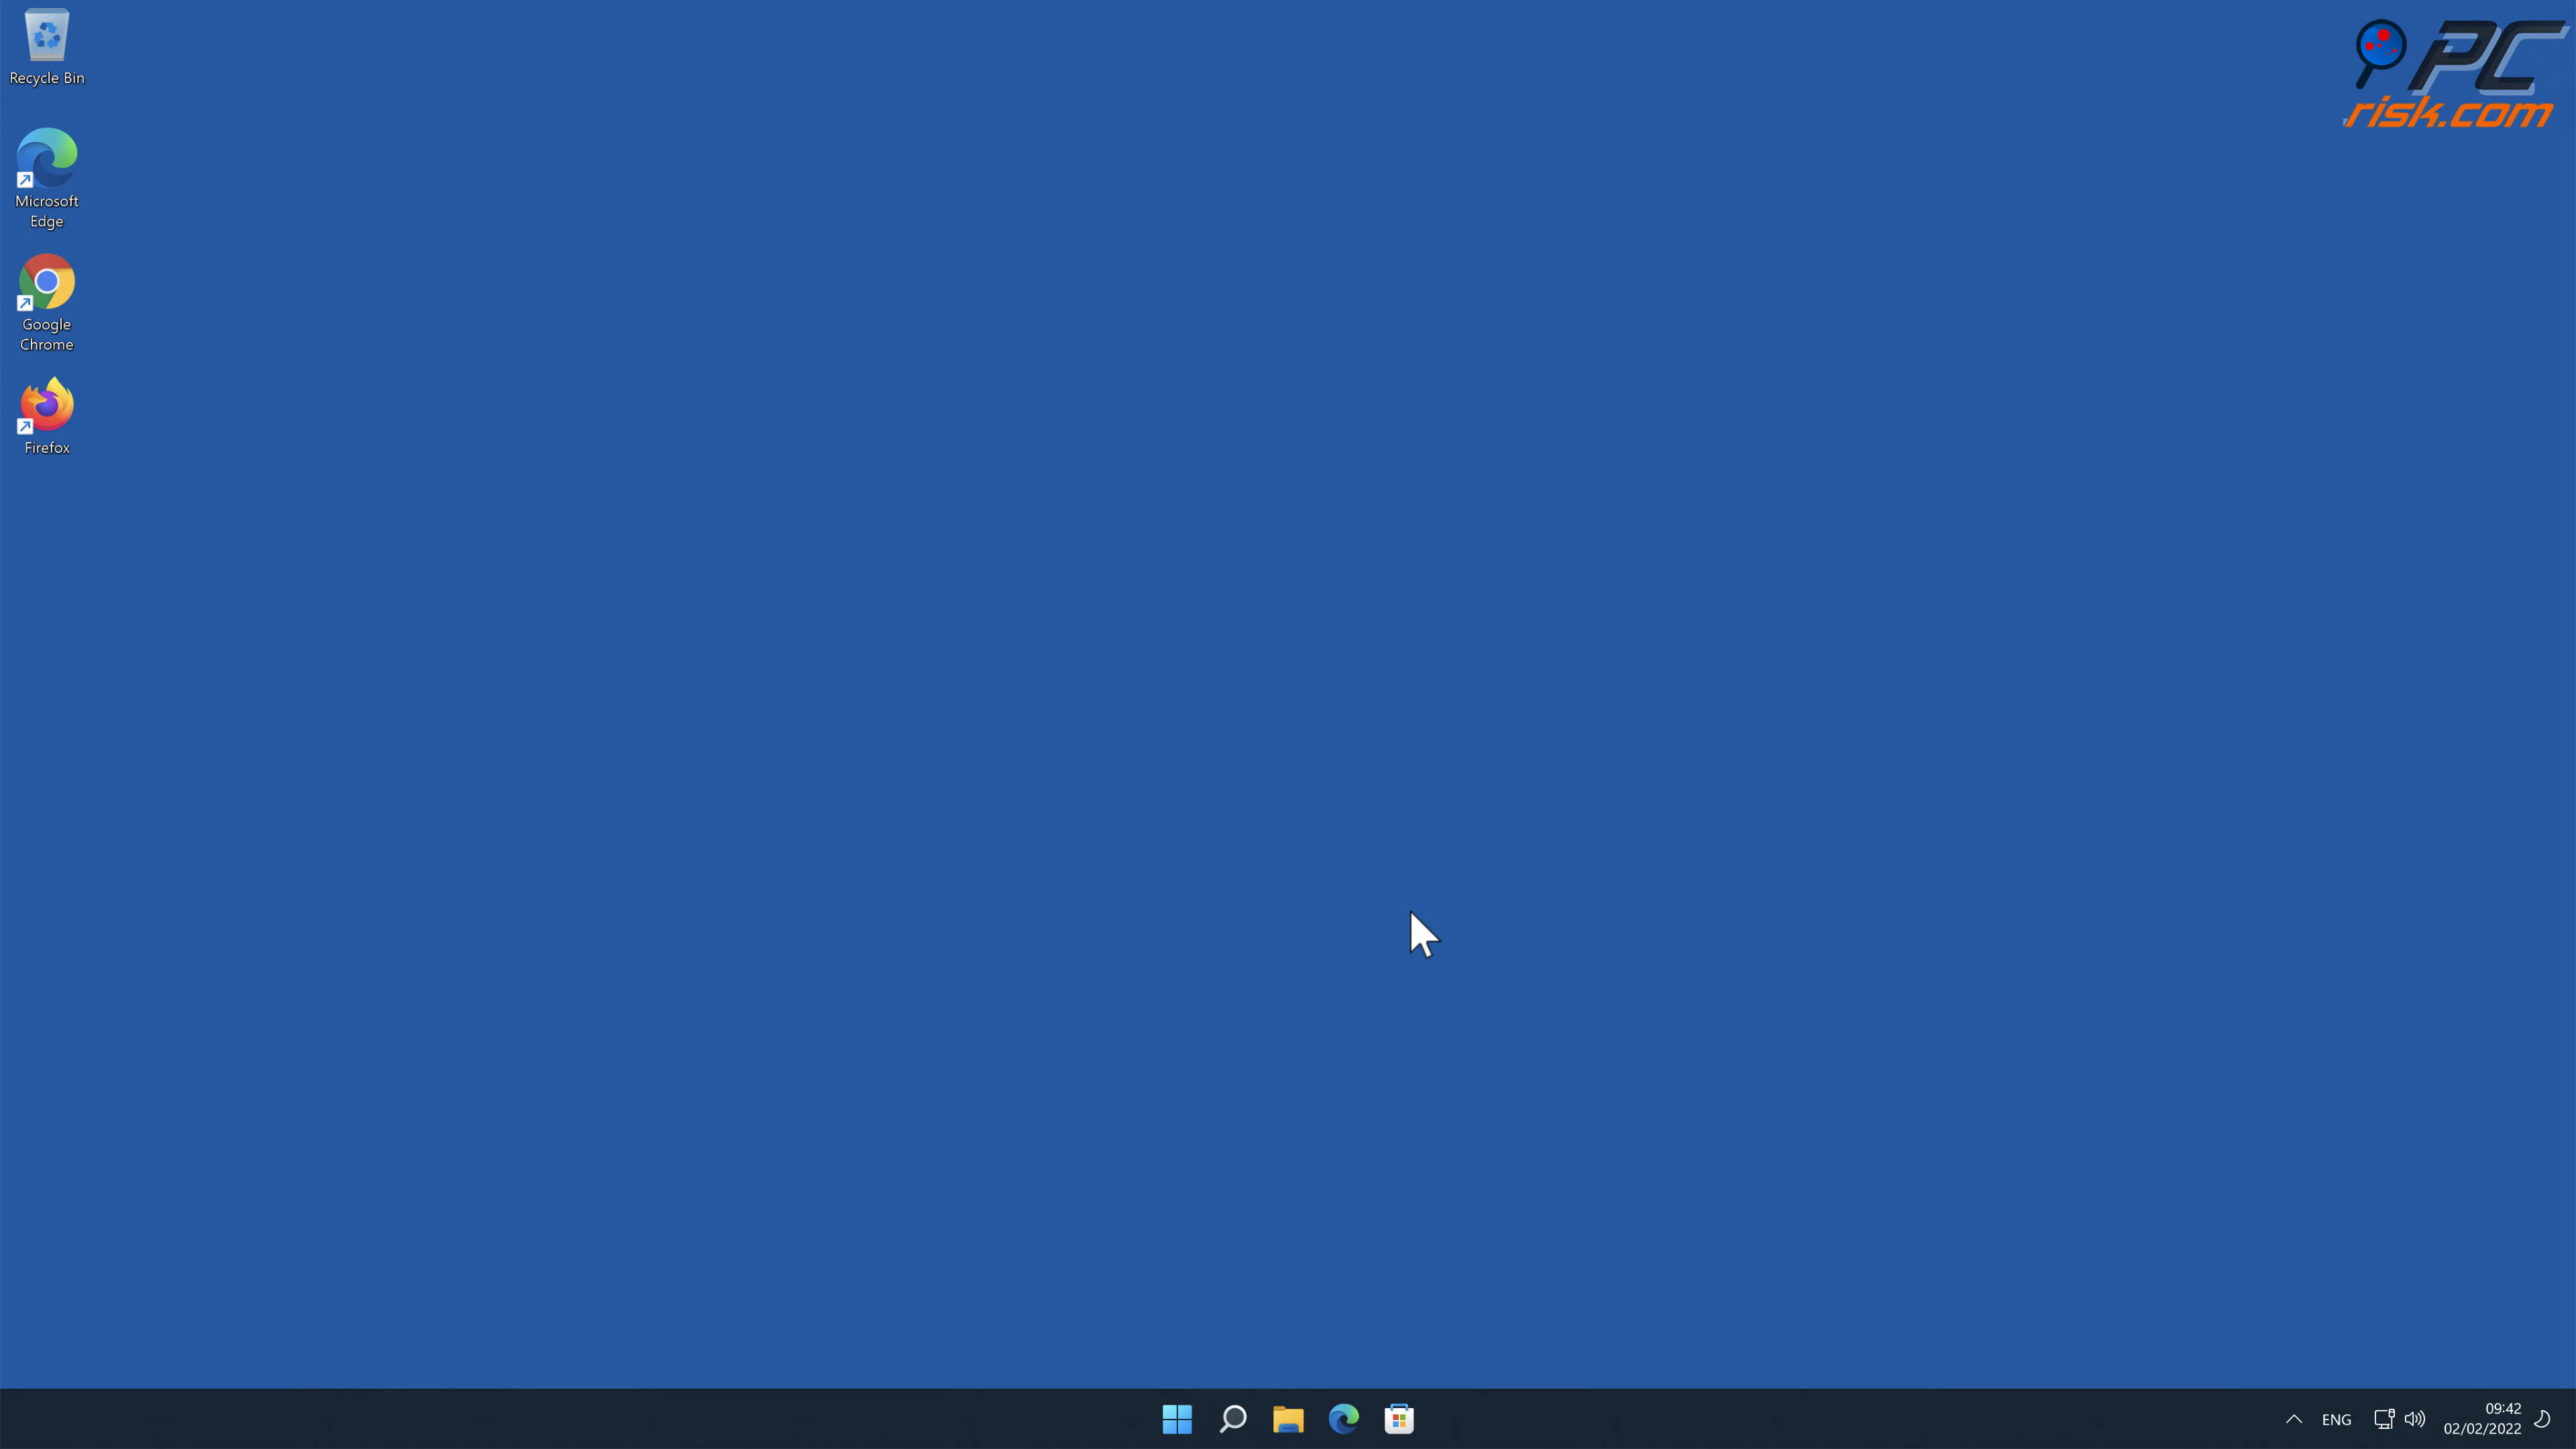 Recycle Bin
PC
risk.com
Microsoft
Edge
Google
Chrome
Firefox
ENG
09:42
02/02/2022